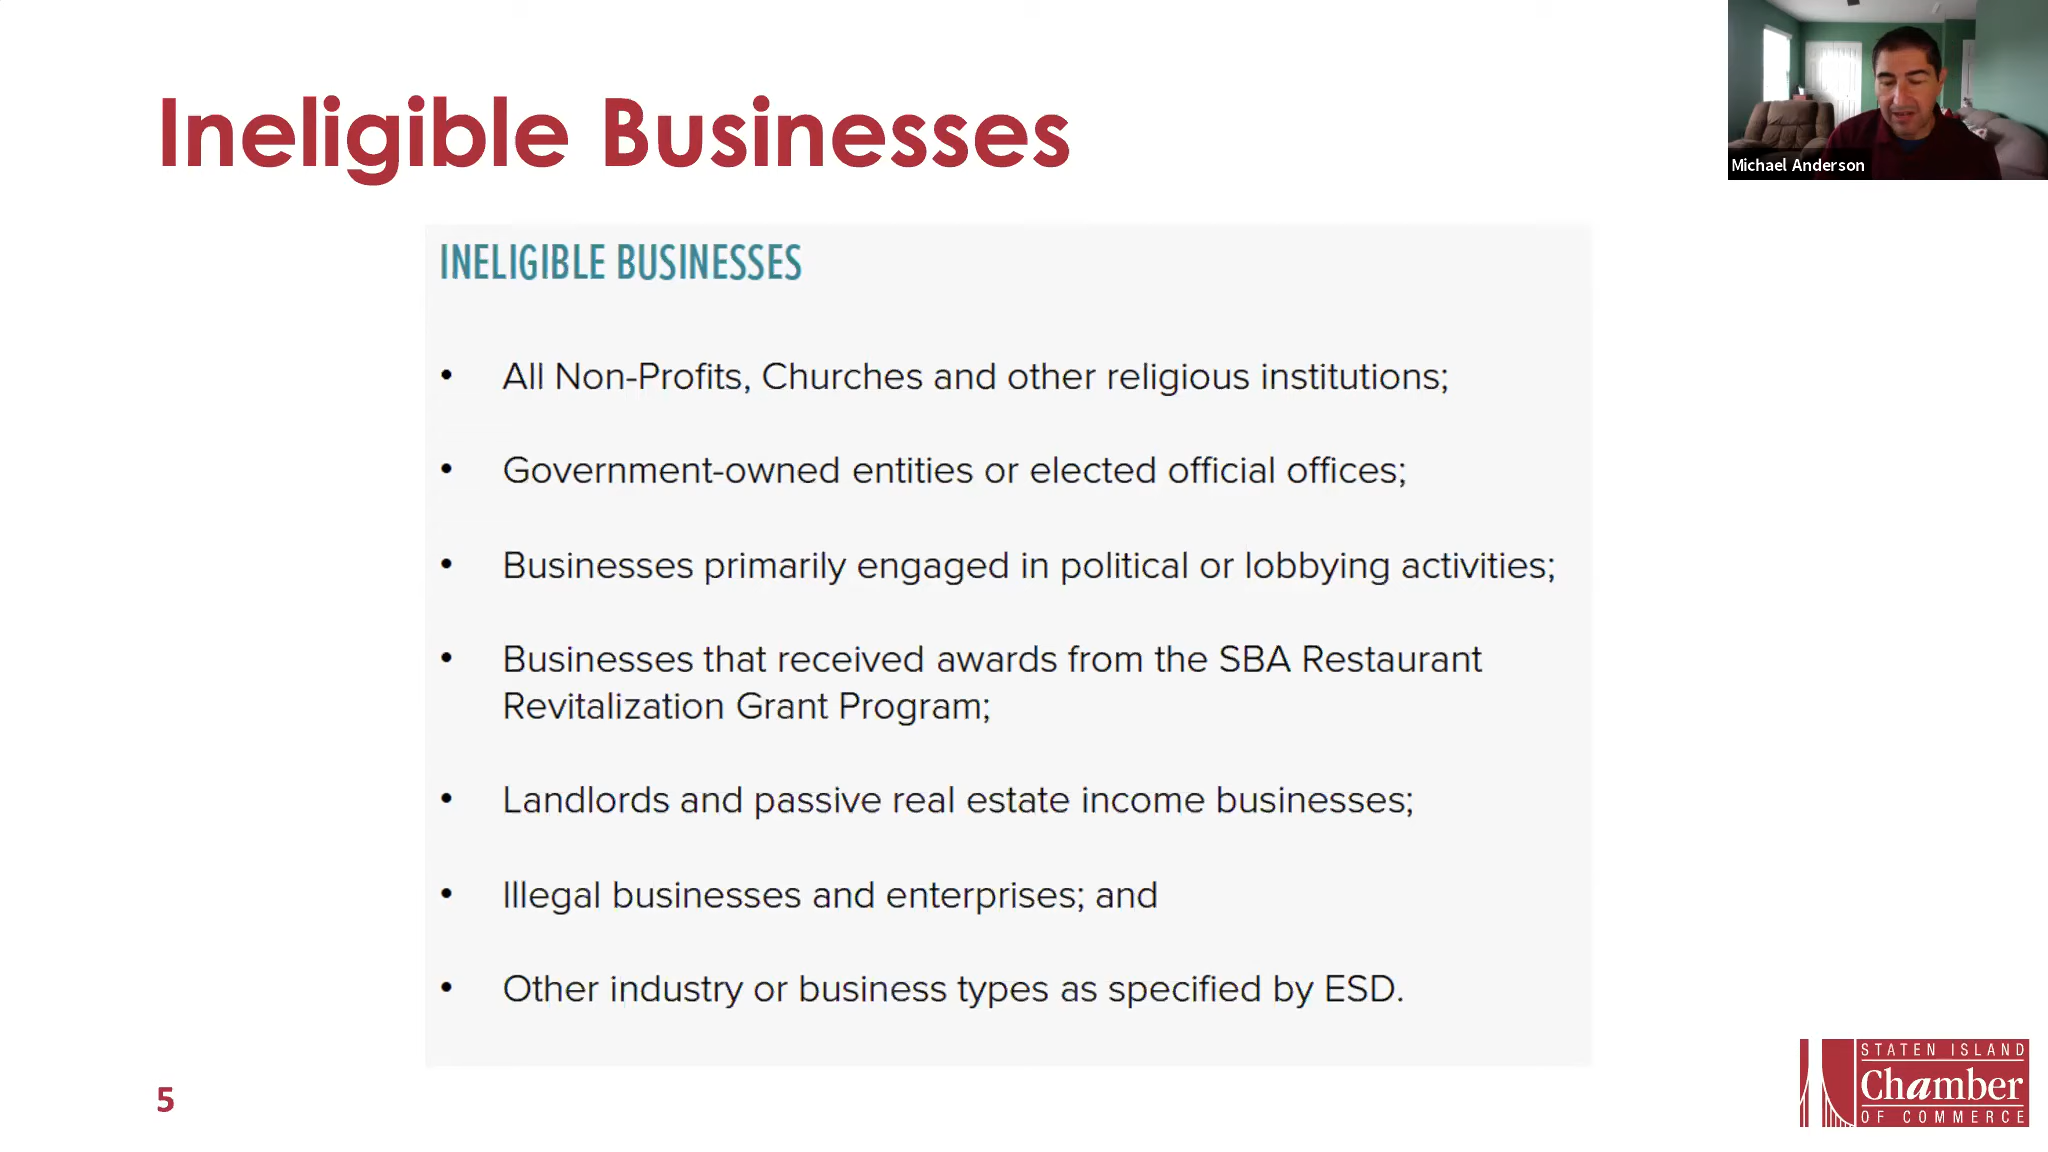 Ineligible Businesses
Michael Anderson
INELIGIBLE BUSINESSES
• All Non-Profits, Churches and other religious institutions;
• Government-owned entities or elected official offices;
• Businesses primarily engaged in political or lobbying activities;
• Businesses that received awards from the SBA Restaurant
Revitalization Grant Program;
• Landlords and passive real estate income businesses;
• Illegal businesses and enterprises; and
• Other industry or business types as specified by ESD.
5
STATEN ISLAND
Chamber
OF COMMERCE